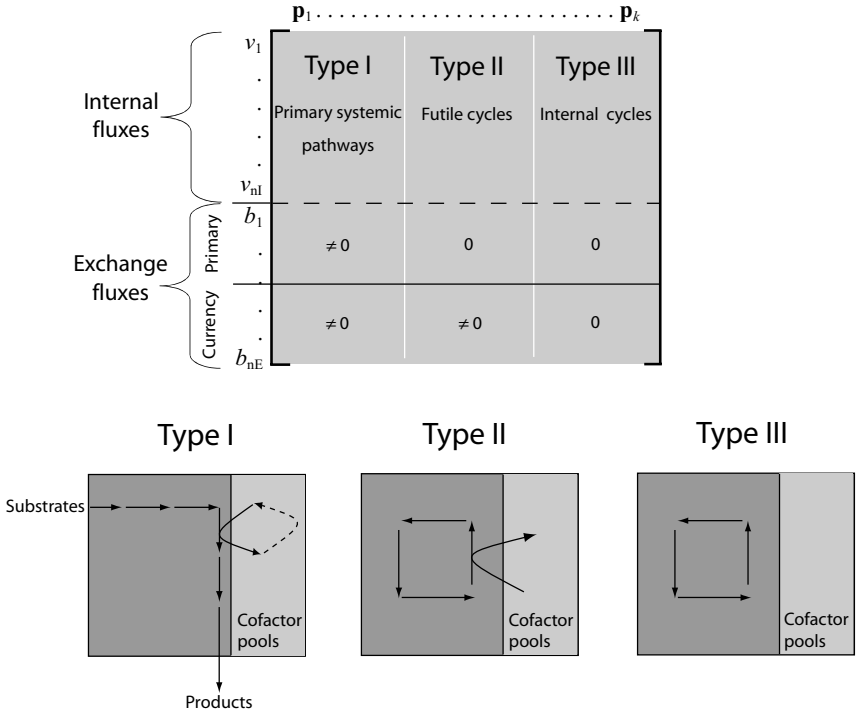 p1 . . . . . . . . . . . . . . . . . . . . . . . . . . . . pk
v1
Type I
Type II
Type III
Internal
fluxes
Primary systemic
pathways
Futile cycles
Internal cycles
vnI
b1
Exchange
fluxes
Primary
≠ 0
0
0
Currency
≠ 0
≠ 0
0
bnE
Type I
Type II
Type III
Substrates
Cofactor
pools
Products
Cofactor
pools
Cofactor
pools